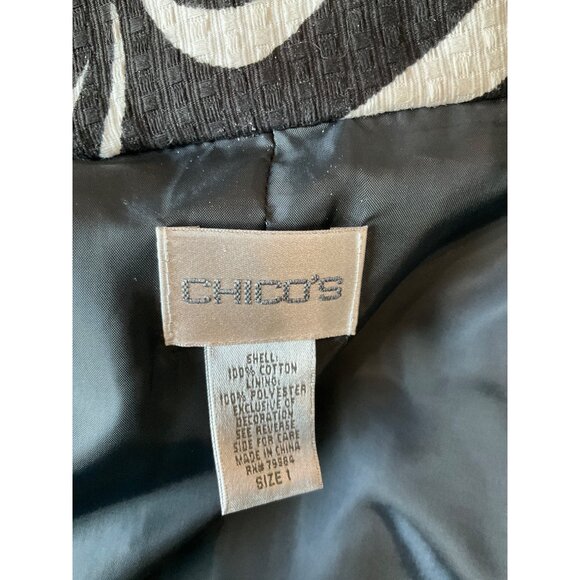 CHICO'S
SHELL:
100% COTTON
LINING:
100% POLYESTER
EXCLUSIVE OF
DECORATION
SEE REVERSE
SIDE FOR CARE
MADE IN CHINA
RN# 79984
SIZE 1